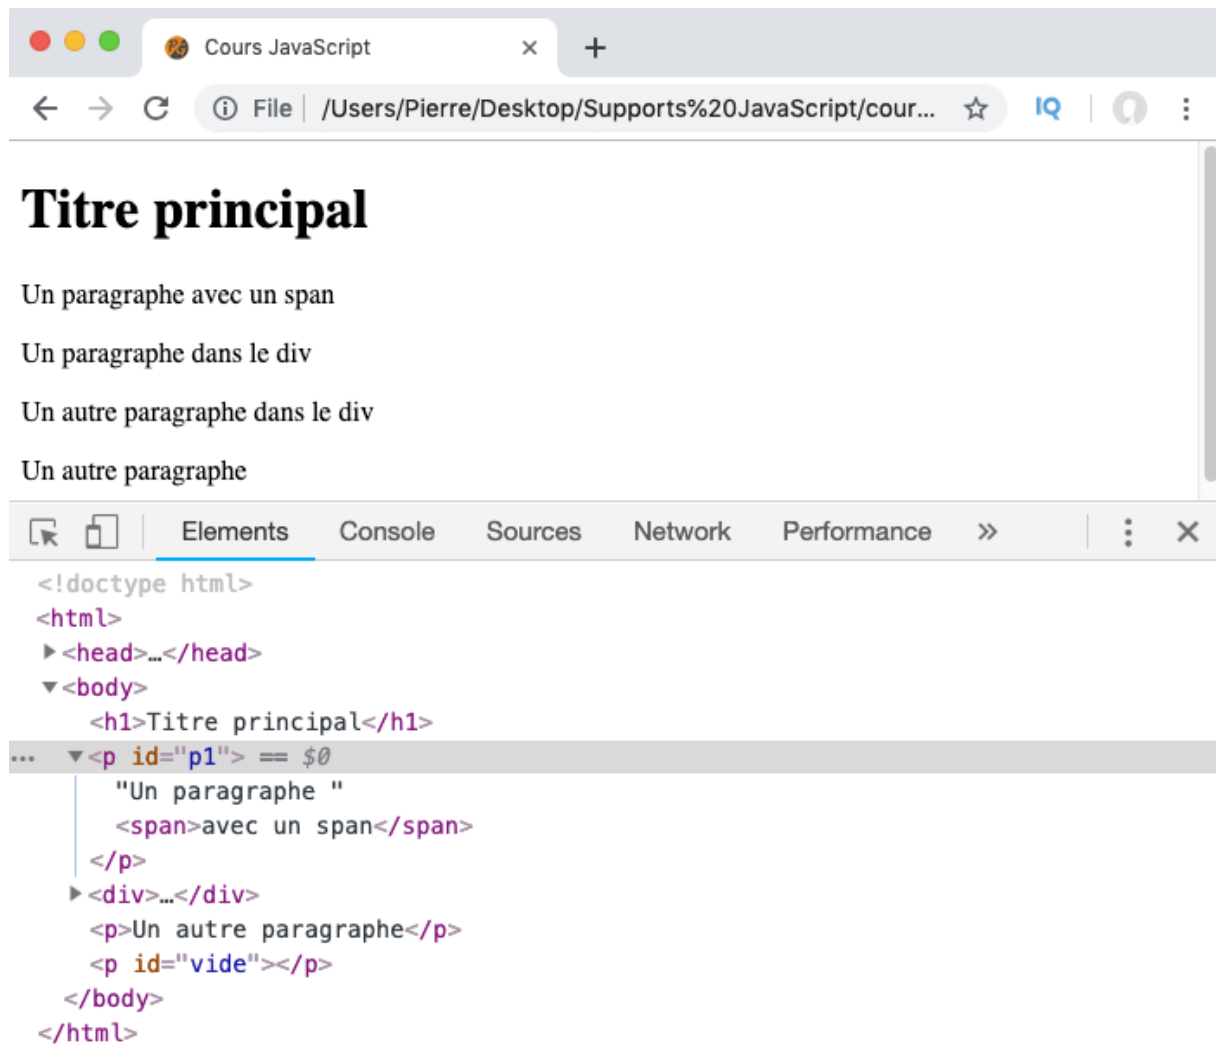 Cours JavaScript
File /Users/Pierre/Desktop/Supports%20JavaScript/cour...
IQ
Titre principal
Un paragraphe avec un span
Un paragraphe dans le div
Un autre paragraphe dans le div
Un autre paragraphe
Elements Console Sources Network Performance »
<!doctype html>
<html>
<head>…</head>
<body>
<h1>Titre principal</h1>
<p id="p1"> == $0
"Un paragraphe "
<span>avec un span</span>
</p>
<div>…</div>
<p>Un autre paragraphe</p>
<p id="vide"></p>
</body>
</html>